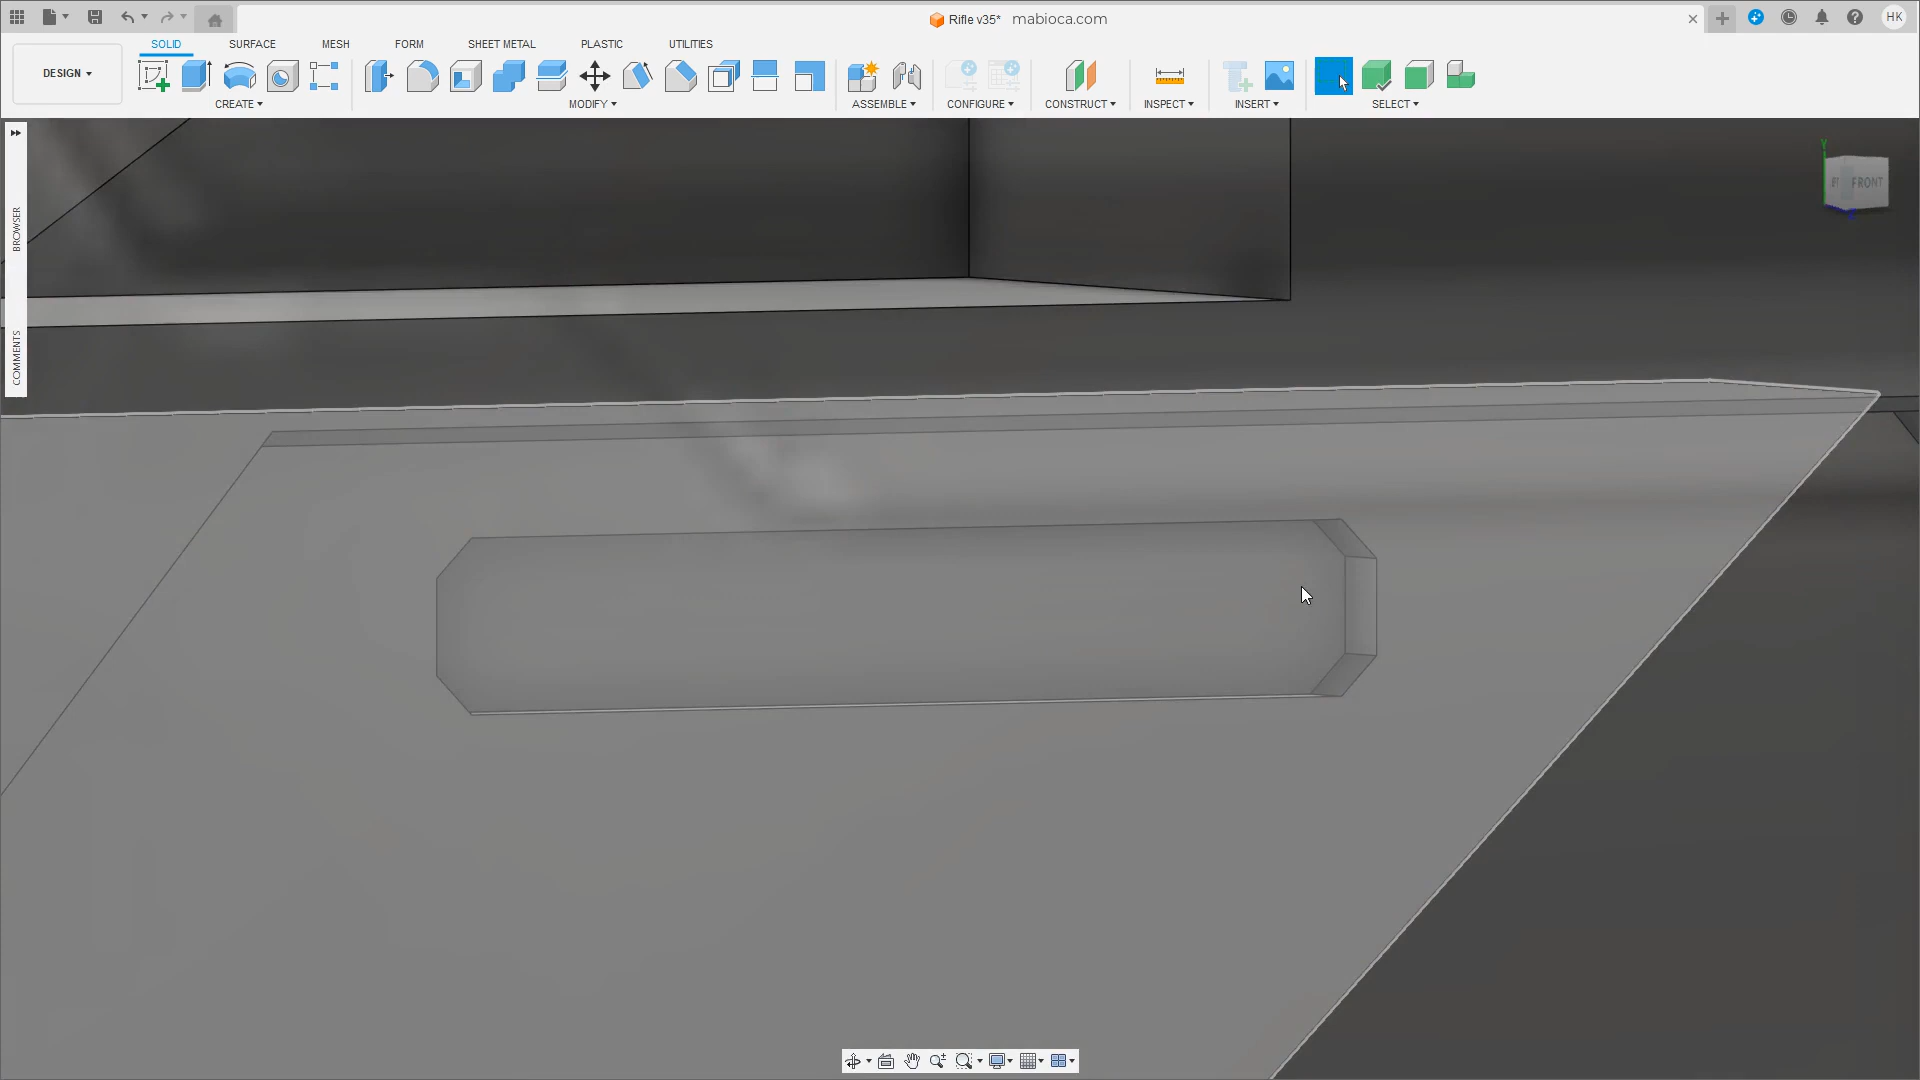 Rifle v35* mabioca.com
HK
DESIGN
SOLID SURFACE MESH FORM SHEET METAL PLASTIC UTILITIES
CREATE MODIFY ASSEMBLE CONFIGURE CONSTRUCT INSPECT INSERT SELECT
BROWSER
COMMENTS
Y
FRONT